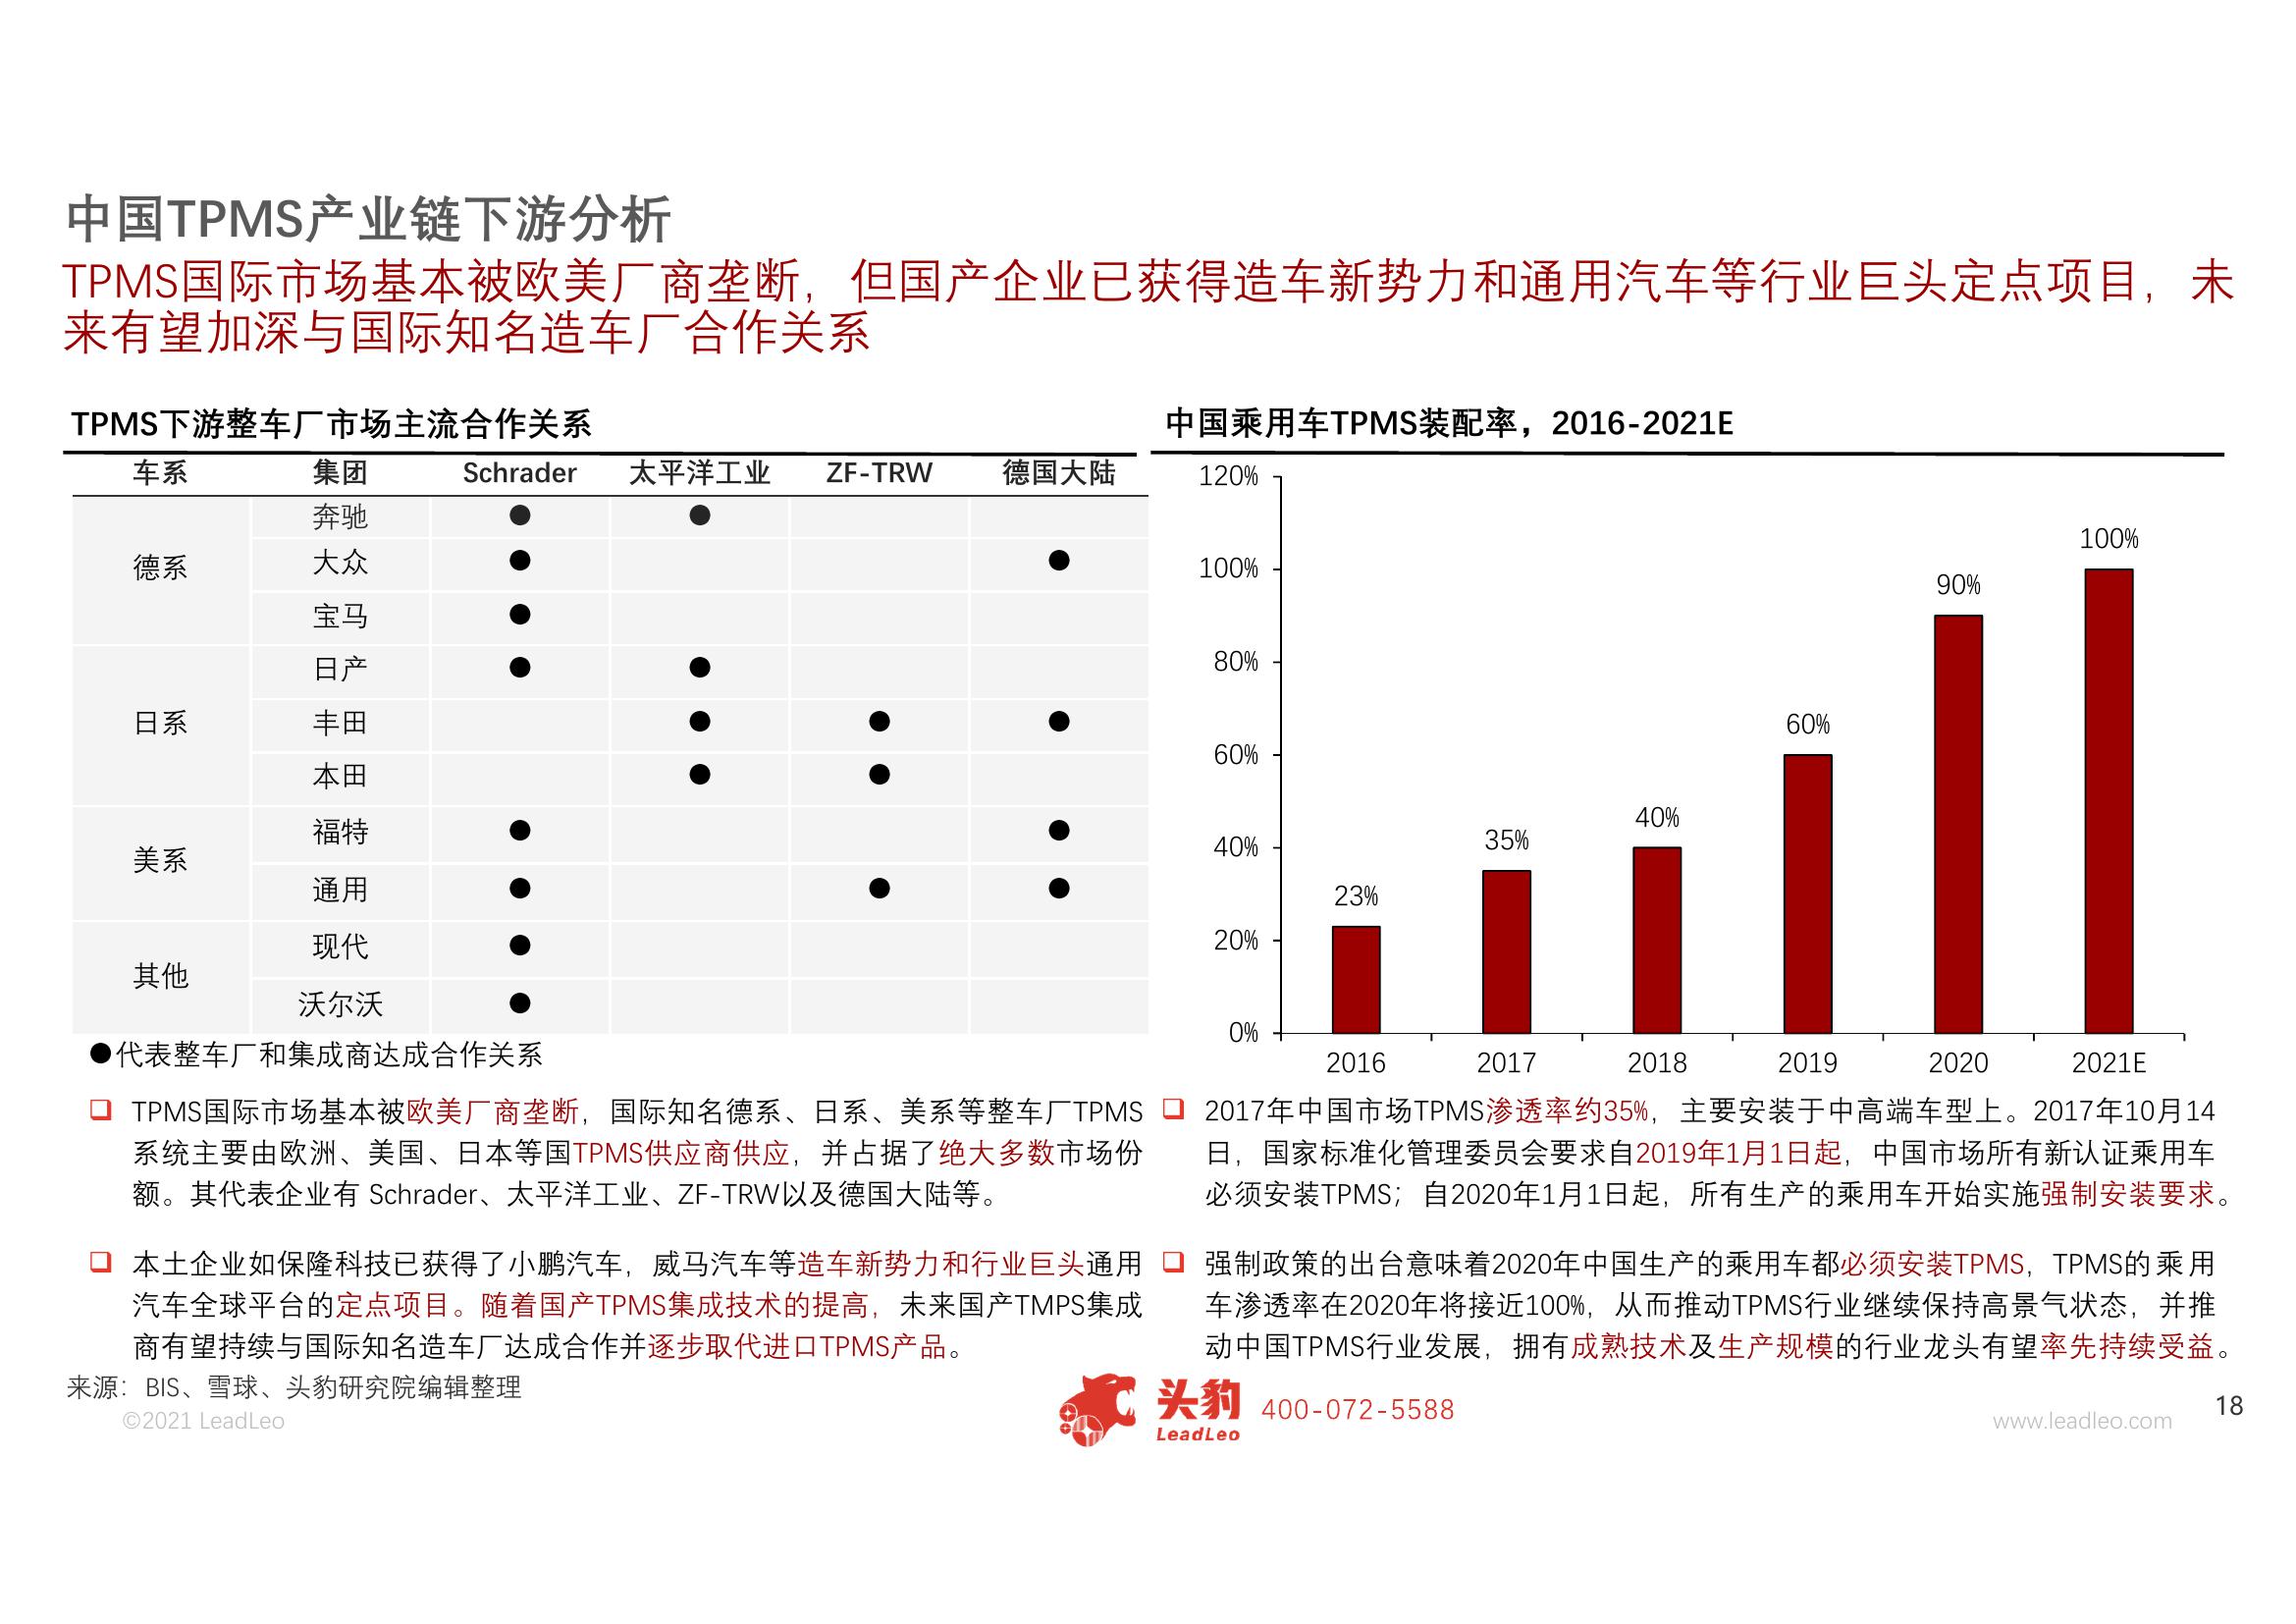 中国TPMS产业链下游分析
TPMS国际市场基本被欧美厂商垄断，但国产企业已获得造车新势力和通用汽车等行业巨头定点项目，未
来有望加深与国际知名造车厂合作关系
TPMS下游整车厂市场主流合作关系
车系 集团 Schrader 太平洋工业 ZF-TRW 德国大陆
德系
奔驰 ● ●
大众 ● ●
宝马 ●
日系
日产 ● ●
丰田 ● ● ●
本田 ● ●
美系
福特 ● ●
通用 ● ● ●
其他
现代 ●
沃尔沃 ●
●代表整车厂和集成商达成合作关系
TPMS国际市场基本被欧美厂商垄断，国际知名德系、日系、美系等整车厂TPMS
系统主要由欧洲、美国、日本等国TPMS供应商供应，并占据了绝大多数市场份
额。其代表企业有 Schrader、太平洋工业、ZF-TRW以及德国大陆等。
本土企业如保隆科技已获得了小鹏汽车，威马汽车等造车新势力和行业巨头通用
汽车全球平台的定点项目。随着国产TPMS集成技术的提高，未来国产TMPS集成
商有望持续与国际知名造车厂达成合作并逐步取代进口TPMS产品。
中国乘用车TPMS装配率，2016-2021E
120%
100%
80%
60%
40%
20%
0%
23%
35%
40%
60%
90%
100%
2016 2017 2018 2019 2020 2021E
2017年中国市场TPMS渗透率约35%，主要安装于中高端车型上。2017年10月14
日，国家标准化管理委员会要求自2019年1月1日起，中国市场所有新认证乘用车
必须安装TPMS；自2020年1月1日起，所有生产的乘用车开始实施强制安装要求。
强制政策的出台意味着2020年中国生产的乘用车都必须安装TPMS，TPMS的乘用
车渗透率在2020年将接近100%，从而推动TPMS行业继续保持高景气状态，并推
动中国TPMS行业发展，拥有成熟技术及生产规模的行业龙头有望率先持续受益。
来源：BIS、雪球、头豹研究院编辑整理
©2021 LeadLeo
头豹
LeadLeo
400-072-5588
www.leadleo.com
18